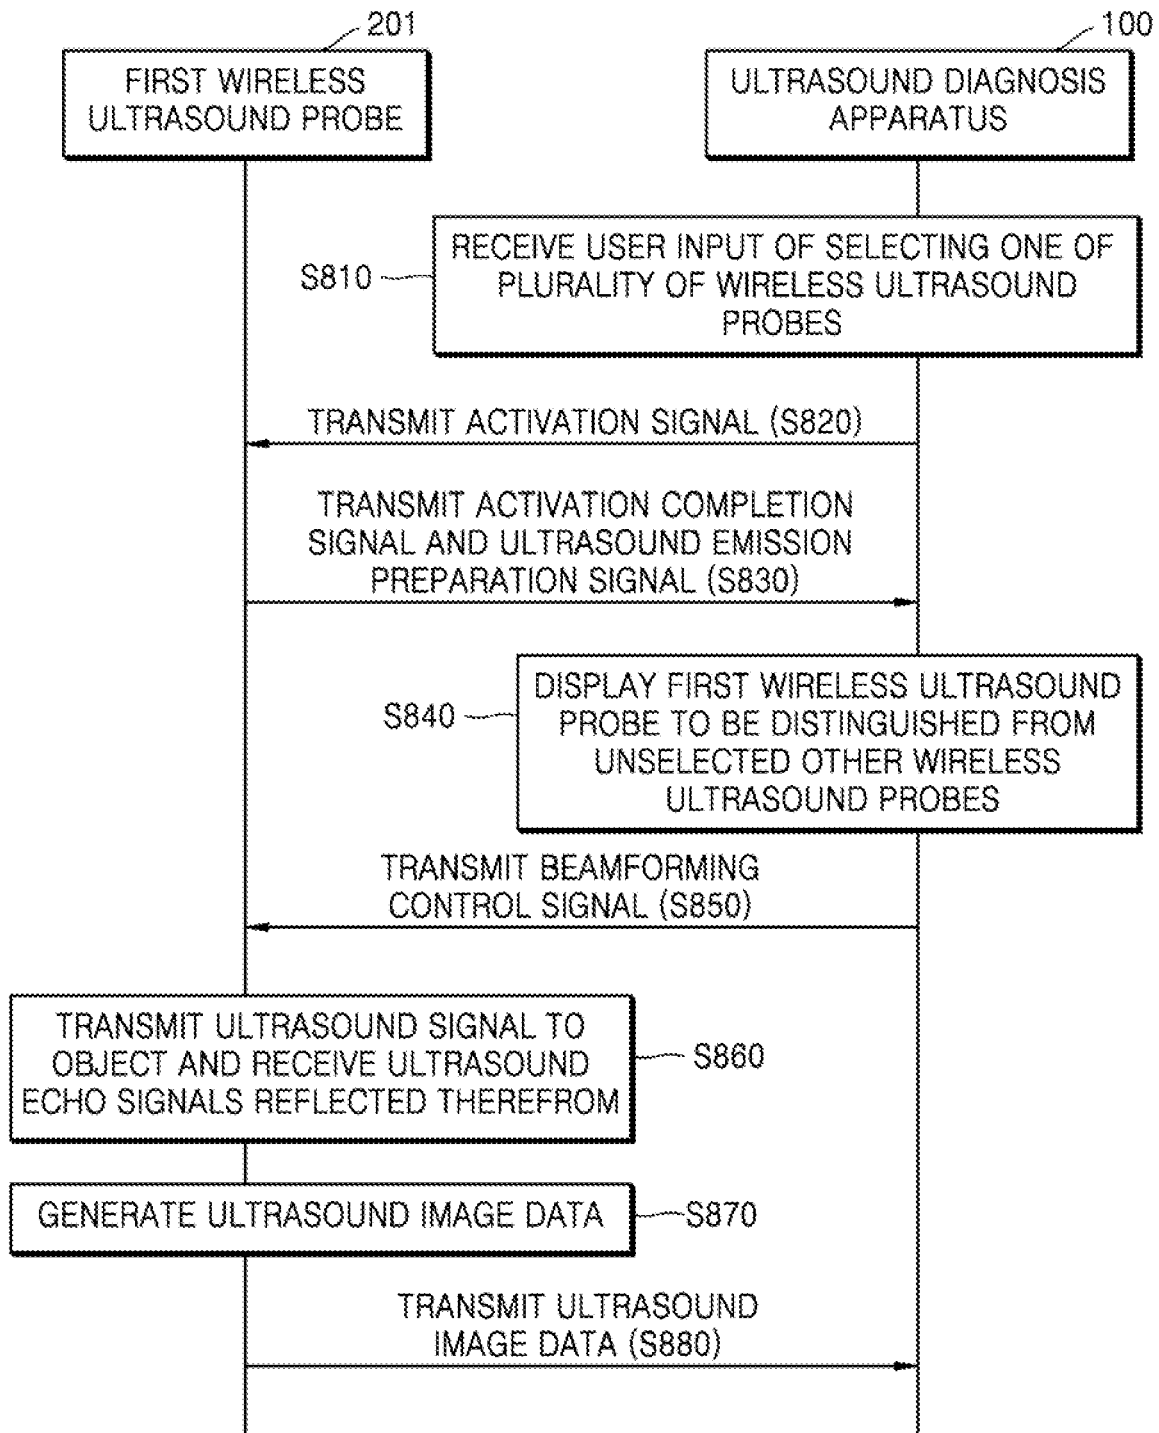 201
100
FIRST WIRELESS
ULTRASOUND PROBE
ULTRASOUND DIAGNOSIS
APPARATUS
S810
RECEIVE USER INPUT OF SELECTING ONE OF
PLURALITY OF WIRELESS ULTRASOUND
PROBES
TRANSMIT ACTIVATION SIGNAL (S820)
TRANSMIT ACTIVATION COMPLETION
SIGNAL AND ULTRASOUND EMISSION
PREPARATION SIGNAL (S830)
S840
DISPLAY FIRST WIRELESS ULTRASOUND
PROBE TO BE DISTINGUISHED FROM
UNSELECTED OTHER WIRELESS
ULTRASOUND PROBES
TRANSMIT BEAMFORMING
CONTROL SIGNAL (S850)
TRANSMIT ULTRASOUND SIGNAL TO
OBJECT AND RECEIVE ULTRASOUND
ECHO SIGNALS REFLECTED THEREFROM
S860
GENERATE ULTRASOUND IMAGE DATA
S870
TRANSMIT ULTRASOUND
IMAGE DATA (S880)